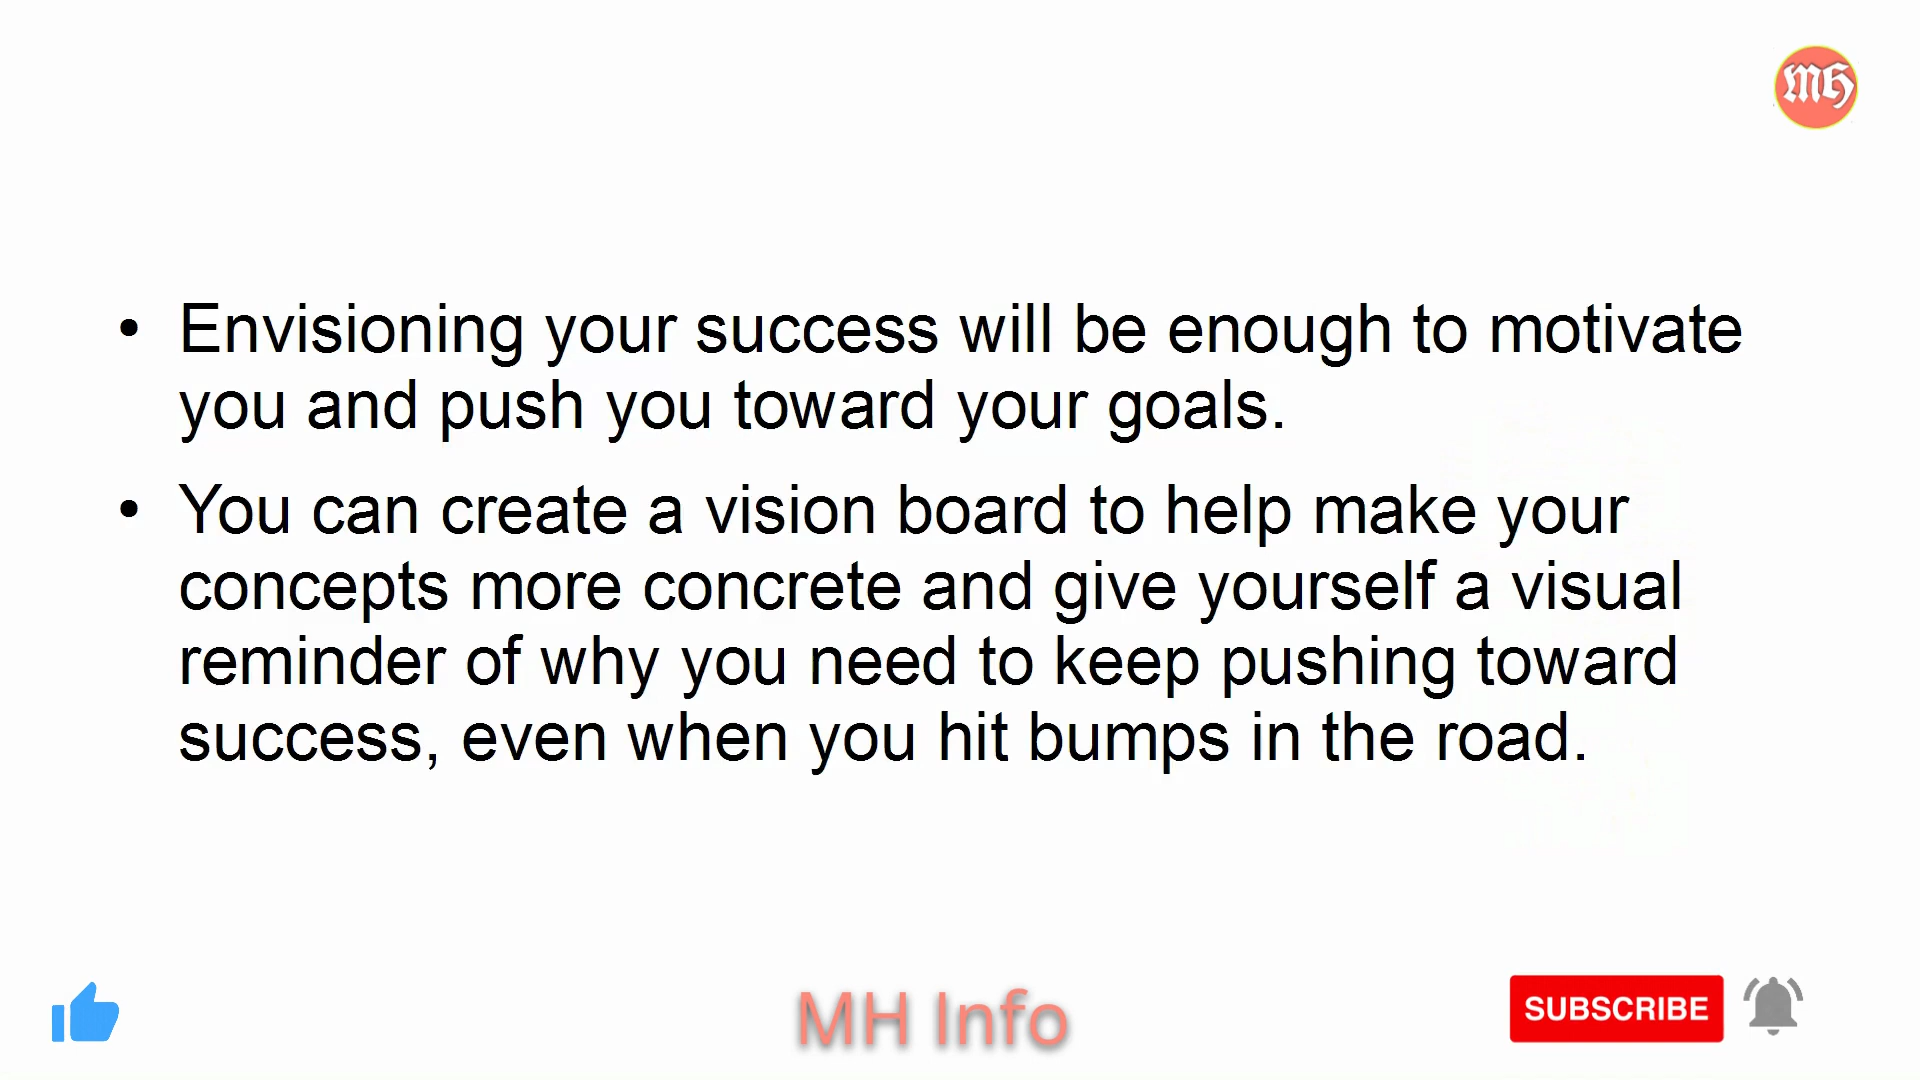 MH
• Envisioning your success will be enough to motivate
you and push you toward your goals.
• You can create a vision board to help make your
concepts more concrete and give yourself a visual
reminder of why you need to keep pushing toward
success, even when you hit bumps in the road.
MH Info
SUBSCRIBE